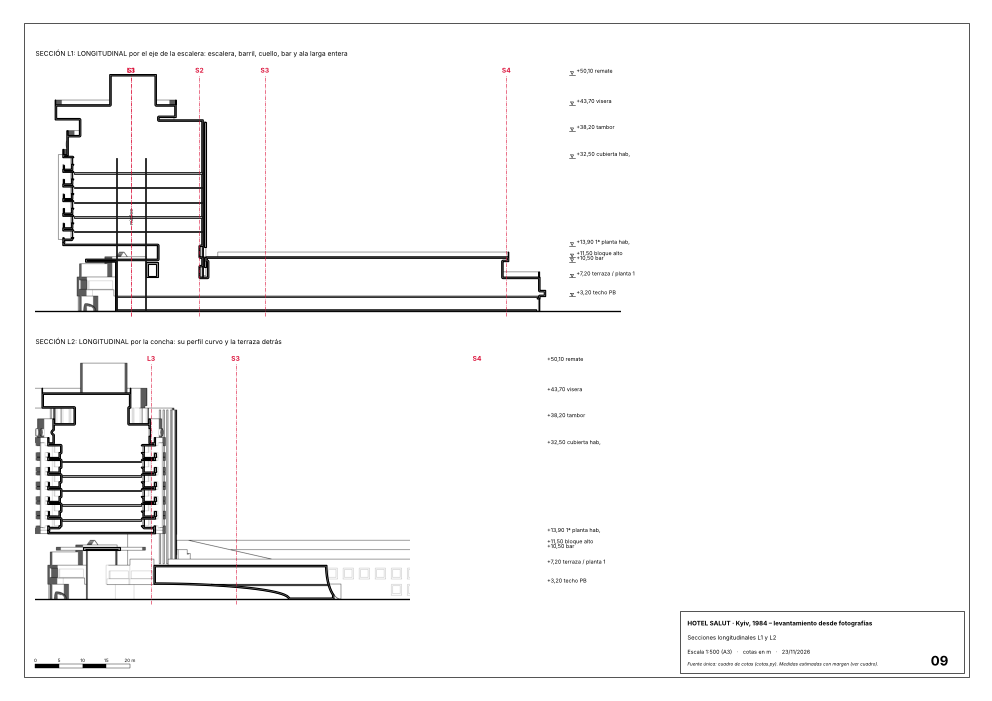 SECCIÓN L1: LONGITUDINAL por el eje de la escalera: escalera, barril, cuello, bar y ala larga entera
S2
S3
S4
+50,10 remate
+43,70 visera
+38,20 tambor
+32,50 cubierta hab,
+13,90 1ª planta hab,
+11,50 bloque alto
+10,50 bar
+7,20 terraza / planta 1
+3,20 techo PB
SECCIÓN L2: LONGITUDINAL por la concha: su perfil curvo y la terraza detrás
L3
S3
S4
+50,10 remate
+43,70 visera
+38,20 tambor
+32,50 cubierta hab,
+13,90 1ª planta hab,
+11,50 bloque alto
+10,50 bar
+7,20 terraza / planta 1
+3,20 techo PB
HOTEL SALUT · Kyiv, 1984 – levantamiento desde fotografías
Secciones longitudinales L1 y L2
Escala 1:500 (A3) · cotas en m · 23/11/2026
Fuente única: cuadro de cotas (cotas.py). Medidas estimadas con margen (ver cuadro).
09
0 5 10 15 20 m